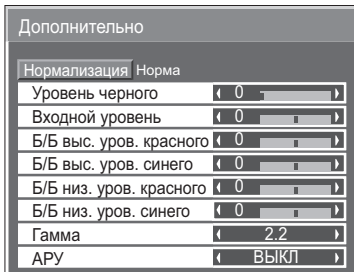 Дополнительно
Нормализация Норма
Уровень черного 0
Входной уровень 0
Б/Б выс. уров. красного 0
Б/Б выс. уров. синего 0
Б/Б низ. уров. красного 0
Б/Б низ. уров. синего 0
Гамма 2.2
АРУ ВЫКЛ